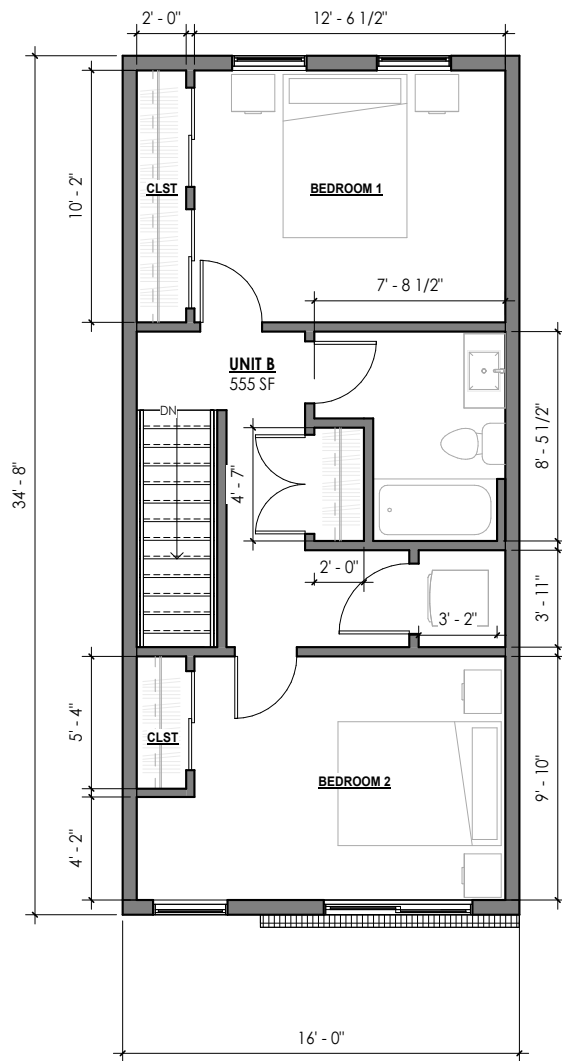 2' - 0"
12' - 6 1/2"
10' - 2"
CLST
BEDROOM 1
7' - 8 1/2"
UNIT B
555 SF
DN
34' - 8"
4' - 7"
8' - 5 1/2"
2' - 0"
3' - 2"
3' - 11"
5' - 4"
CLST
BEDROOM 2
9' - 10"
4' - 2"
16' - 0"